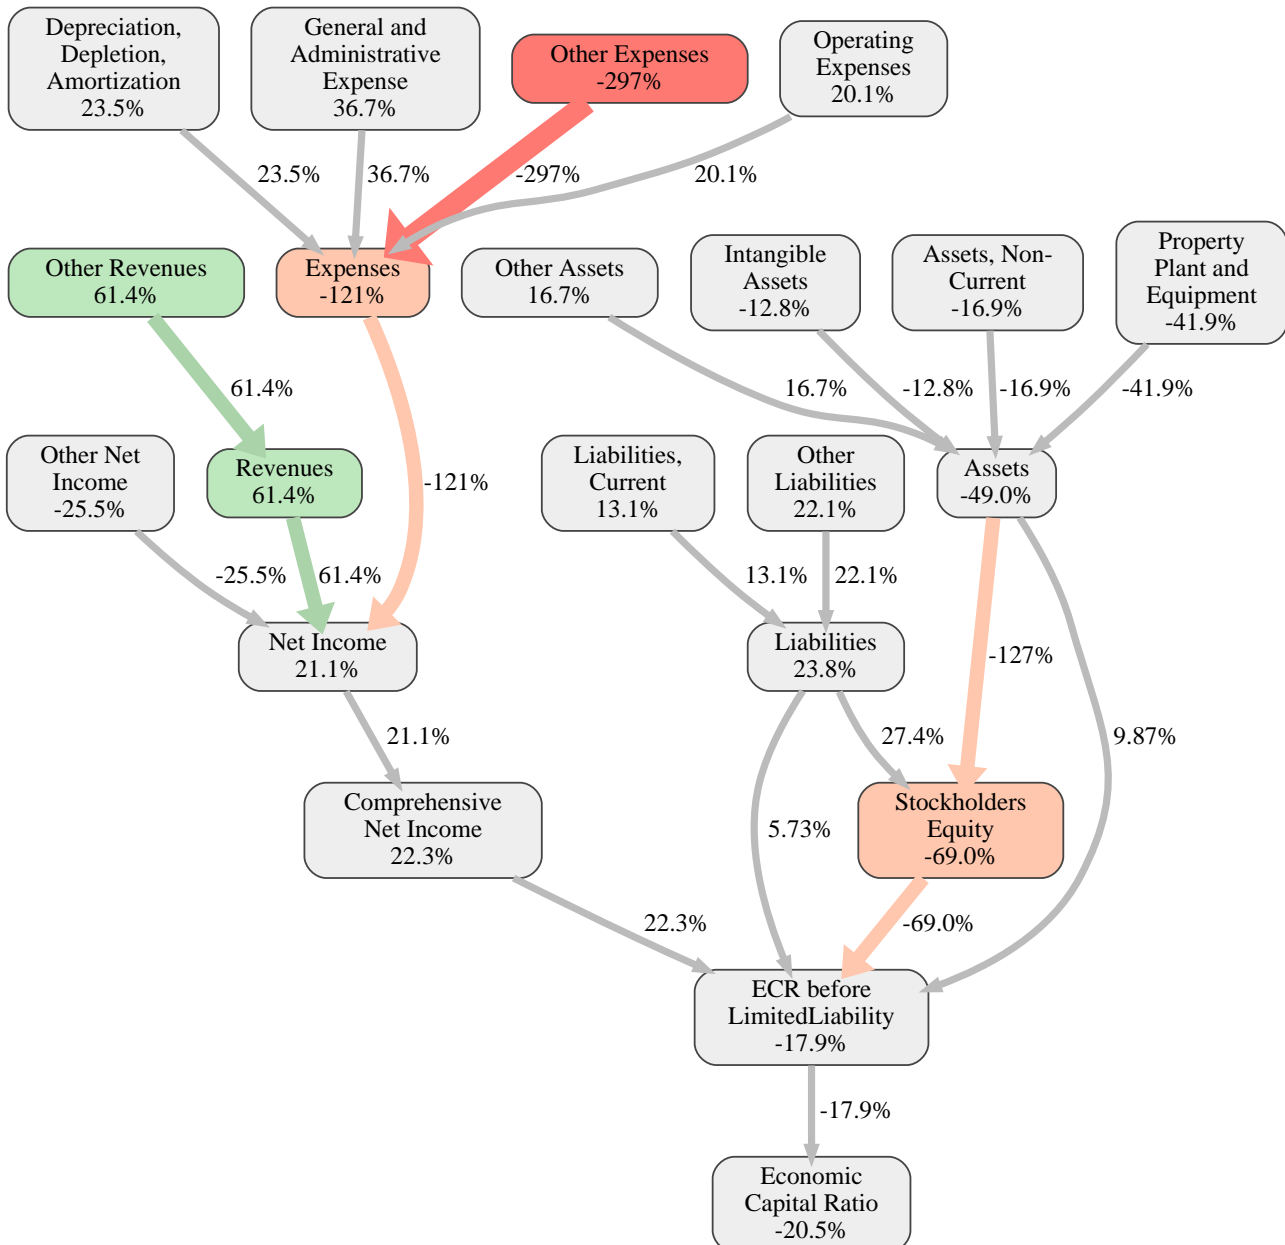 Depreciation,
Depletion,
Amortization
23.5%
General and
Administrative
Expense
36.7%
Other Expenses
-297%
Operating
Expenses
20.1%
23.5%
36.7%
-297%
20.1%
Other Revenues
61.4%
Expenses
-121%
Other Assets
16.7%
Intangible
Assets
-12.8%
Assets, Non-
Current
-16.9%
Property
Plant and
Equipment
-41.9%
61.4%
16.7%
-12.8%
-16.9%
-41.9%
Other Net
Income
-25.5%
Revenues
61.4%
-121%
Liabilities,
Current
13.1%
Other
Liabilities
22.1%
Assets
-49.0%
-25.5%
61.4%
13.1%
22.1%
Net Income
21.1%
Liabilities
23.8%
-127%
21.1%
27.4%
9.87%
Comprehensive
Net Income
22.3%
5.73%
Stockholders
Equity
-69.0%
22.3%
-69.0%
ECR before
LimitedLiability
-17.9%
-17.9%
Economic
Capital Ratio
-20.5%